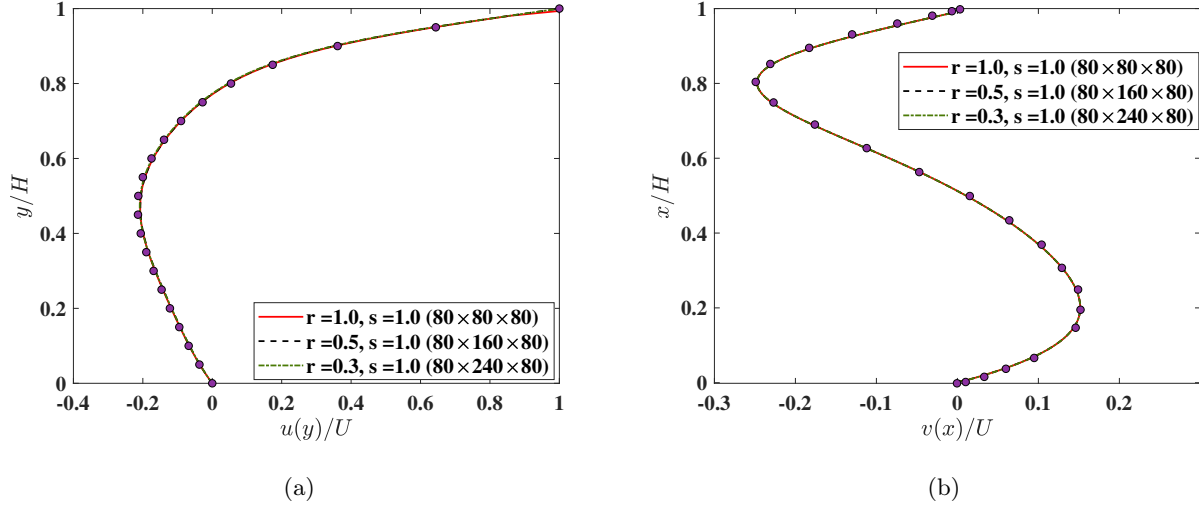 1
0.8
0.6
0.4
0.2
0
y/H
-0.4 -0.2 0 0.2 0.4 0.6 0.8 1
u(y)/U
r =1.0, s =1.0 (80×80×80)
r =0.5, s =1.0 (80×160×80)
r =0.3, s =1.0 (80×240×80)
(a)
1
0.8
0.6
0.4
0.2
0
x/H
-0.3 -0.2 -0.1 0 0.1 0.2
v(x)/U
r =1.0, s =1.0 (80×80×80)
r =0.5, s =1.0 (80×160×80)
r =0.3, s =1.0 (80×240×80)
(b)